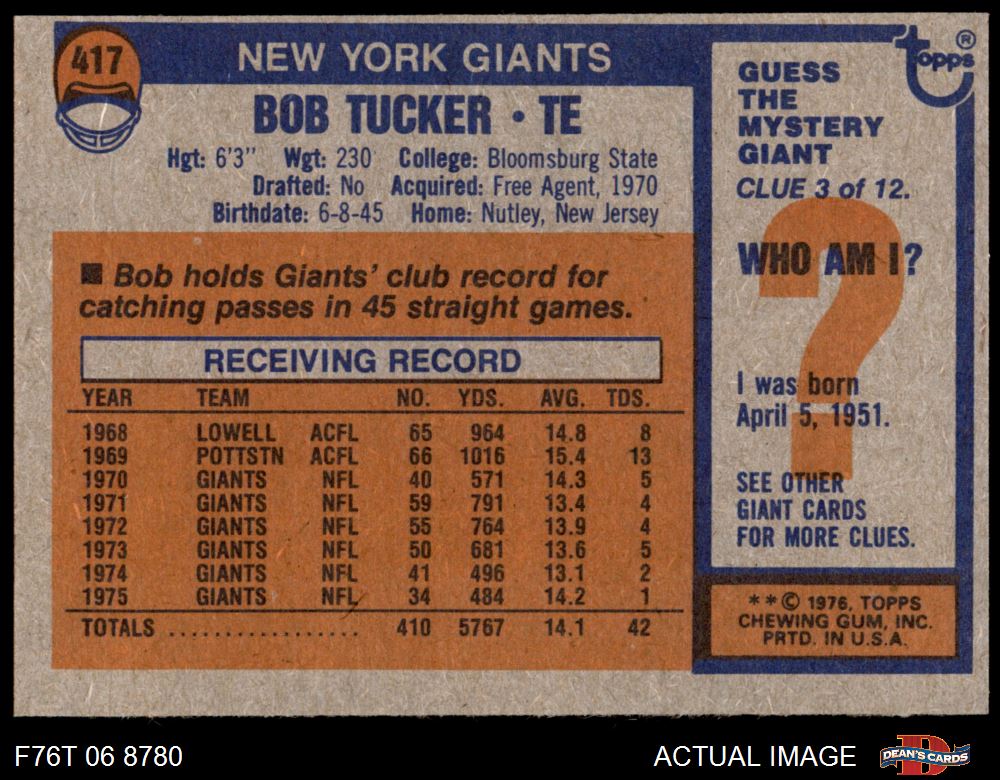 417
NEW YORK GIANTS
BOB TUCKER • TE
Hgt: 6'3" Wgt: 230 College: Bloomsburg State
Drafted: No Acquired: Free Agent, 1970
Birthdate: 6-8-45 Home: Nutley, New Jersey
■ Bob holds Giants' club record for
catching passes in 45 straight games.
RECEIVING RECORD
YEAR TEAM NO. YDS. AVG. TDS.
1968 LOWELL ACFL 65 964 14.8 8
1969 POTTSTN ACFL 66 1016 15.4 13
1970 GIANTS NFL 40 571 14.3 5
1971 GIANTS NFL 59 791 13.4 4
1972 GIANTS NFL 55 764 13.9 4
1973 GIANTS NFL 50 681 13.6 5
1974 GIANTS NFL 41 496 13.1 2
1975 GIANTS NFL 34 484 14.2 1
TOTALS ................. 410 5767 14.1 42
Topps ®
GUESS
THE
MYSTERY
GIANT
CLUE 3 of 12.
?
WHO AM I?
I was born
April 5, 1951.
SEE OTHER
GIANT CARDS
FOR MORE CLUES.
**© 1976, TOPPS
CHEWING GUM, INC.
PRTD. IN U.S.A.
F76T 06 8780
ACTUAL IMAGE
D
DEAN'S CARDS